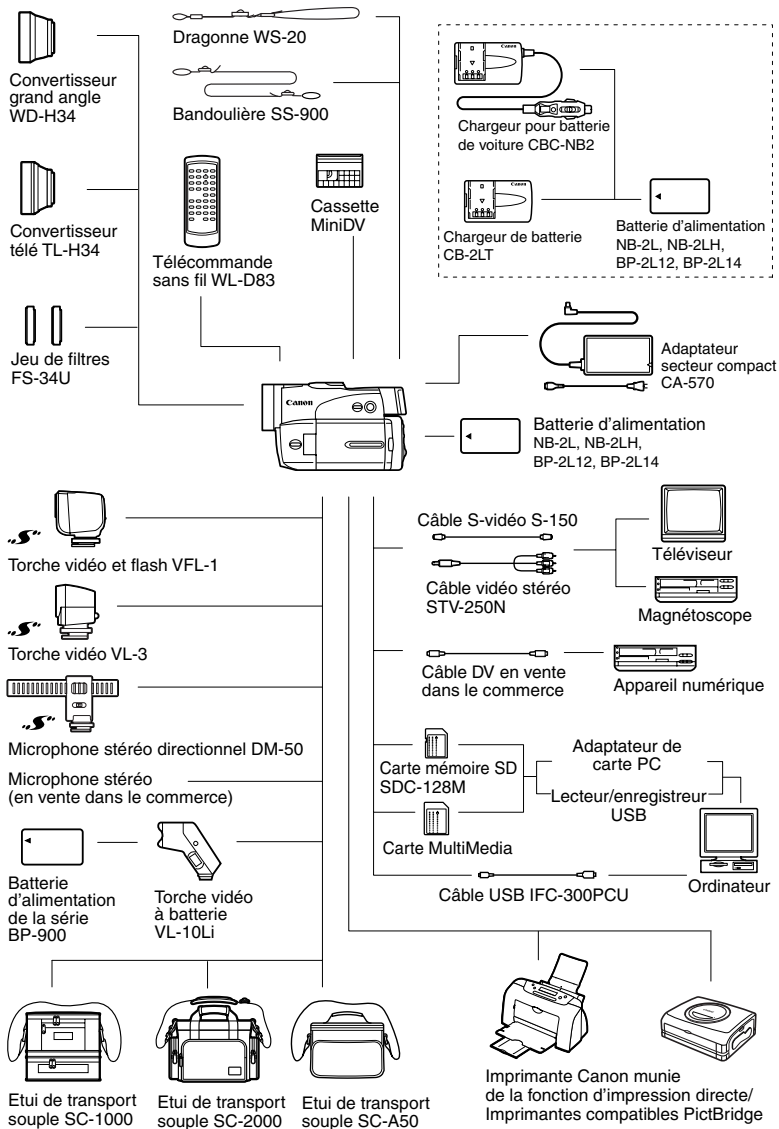 Dragonne WS-20
Convertisseur
grand angle
WD-H34
Bandoulière SS-900
Canon
Chargeur pour batterie
de voiture CBC-NB2
Canon
Chargeur de batterie
CB-2LT
Batterie d'alimentation
NB-2L, NB-2LH,
BP-2L12, BP-2L14
Convertisseur
télé TL-H34
Télécommande
sans fil WL-D83
Cassette
MiniDV
Jeu de filtres
FS-34U
Canon
Adaptateur
secteur compact
CA-570
Batterie d'alimentation
NB-2L, NB-2LH,
BP-2L12, BP-2L14
S
Torche vidéo et flash VFL-1
S
Torche vidéo VL-3
S
Microphone stéréo directionnel DM-50
Microphone stéréo
(en vente dans le commerce)
Batterie
d'alimentation
de la série
BP-900
Torche vidéo
à batterie
VL-10Li
Câble S-vidéo S-150
Câble vidéo stéréo
STV-250N
Téléviseur
Magnétoscope
Câble DV en vente
dans le commerce
Appareil numérique
Carte mémoire SD
SDC-128M
Carte MultiMedia
Adaptateur de
carte PC
Lecteur/enregistreur
USB
Ordinateur
Câble USB IFC-300PCU
Etui de transport
souple SC-1000
Etui de transport
souple SC-2000
Etui de transport
souple SC-A50
Imprimante Canon munie
de la fonction d'impression directe/
Imprimantes compatibles PictBridge